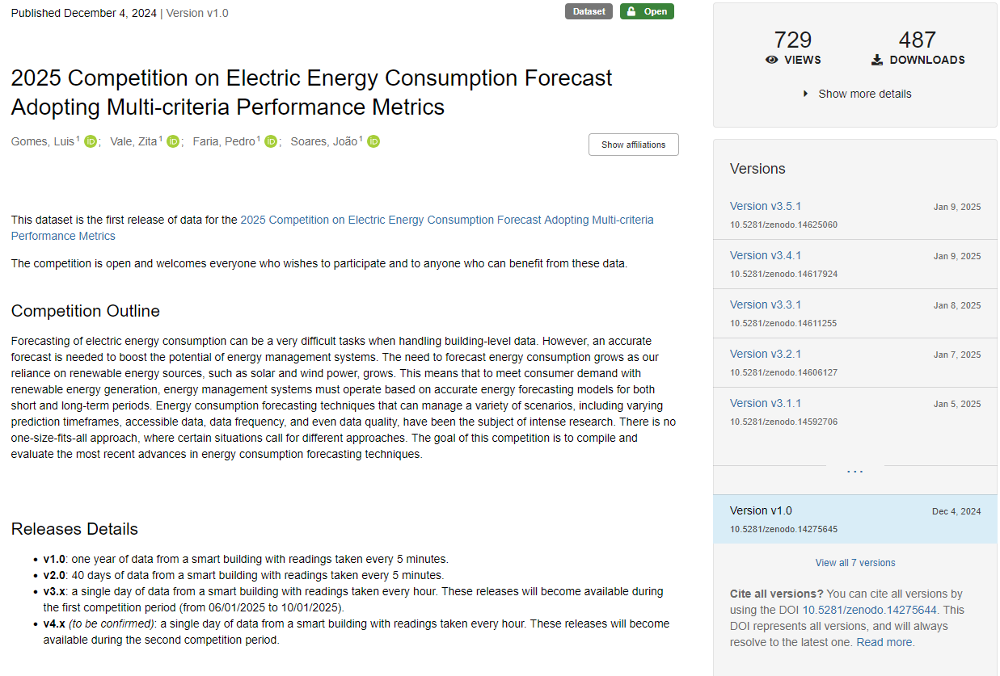 Published December 4, 2024 | Version v1.0
Dataset
Open
2025 Competition on Electric Energy Consumption Forecast
Adopting Multi-criteria Performance Metrics
Gomes, Luis1 iD; Vale, Zita1 iD; Faria, Pedro1 iD; Soares, João1 iD
Show affiliations
This dataset is the first release of data for the 2025 Competition on Electric Energy Consumption Forecast Adopting Multi-criteria
Performance Metrics
The competition is open and welcomes everyone who wishes to participate and to anyone who can benefit from these data.
Competition Outline
Forecasting of electric energy consumption can be a very difficult tasks when handling building-level data. However, an accurate
forecast is needed to boost the potential of energy management systems. The need to forecast energy consumption grows as our
reliance on renewable energy sources, such as solar and wind power, grows. This means that to meet consumer demand with
renewable energy generation, energy management systems must operate based on accurate energy forecasting models for both
short and long-term periods. Energy consumption forecasting techniques that can manage a variety of scenarios, including varying
prediction timeframes, accessible data, data frequency, and even data quality, have been the subject of intense research. There is no
one-size-fits-all approach, where certain situations call for different approaches. The goal of this competition is to compile and
evaluate the most recent advances in energy consumption forecasting techniques.
Releases Details
• v1.0: one year of data from a smart building with readings taken every 5 minutes.
• v2.0: 40 days of data from a smart building with readings taken every 5 minutes.
• v3.x: a single day of data from a smart building with readings taken every hour. These releases will become available during
the first competition period (from 06/01/2025 to 10/01/2025).
• v4.x (to be confirmed): a single day of data from a smart building with readings taken every hour. These releases will become
available during the second competition period.
729
VIEWS
487
DOWNLOADS
Show more details
Versions
Version v3.5.1 Jan 9, 2025
10.5281/zenodo.14625060
Version v3.4.1 Jan 9, 2025
10.5281/zenodo.14617924
Version v3.3.1 Jan 8, 2025
10.5281/zenodo.14611255
Version v3.2.1 Jan 7, 2025
10.5281/zenodo.14606127
Version v3.1.1 Jan 5, 2025
10.5281/zenodo.14592706
...
Version v1.0 Dec 4, 2024
10.5281/zenodo.14275645
View all 7 versions
Cite all versions? You can cite all versions by
using the DOI 10.5281/zenodo.14275644. This
DOI represents all versions, and will always
resolve to the latest one. Read more.